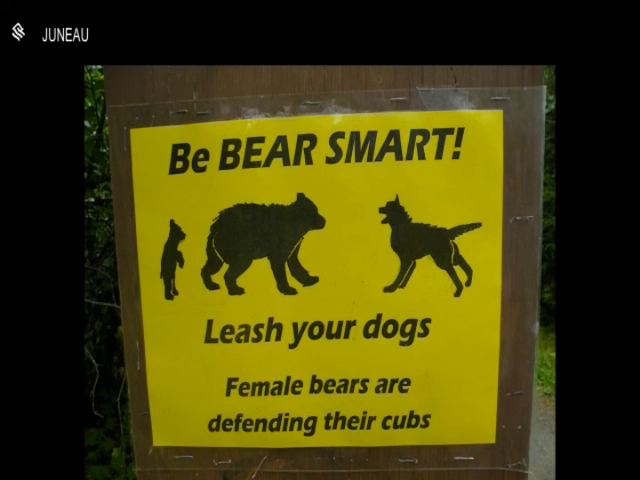 JUNEAU
Be BEAR SMART!
Leash your dogs
Female bears are
defending their cubs